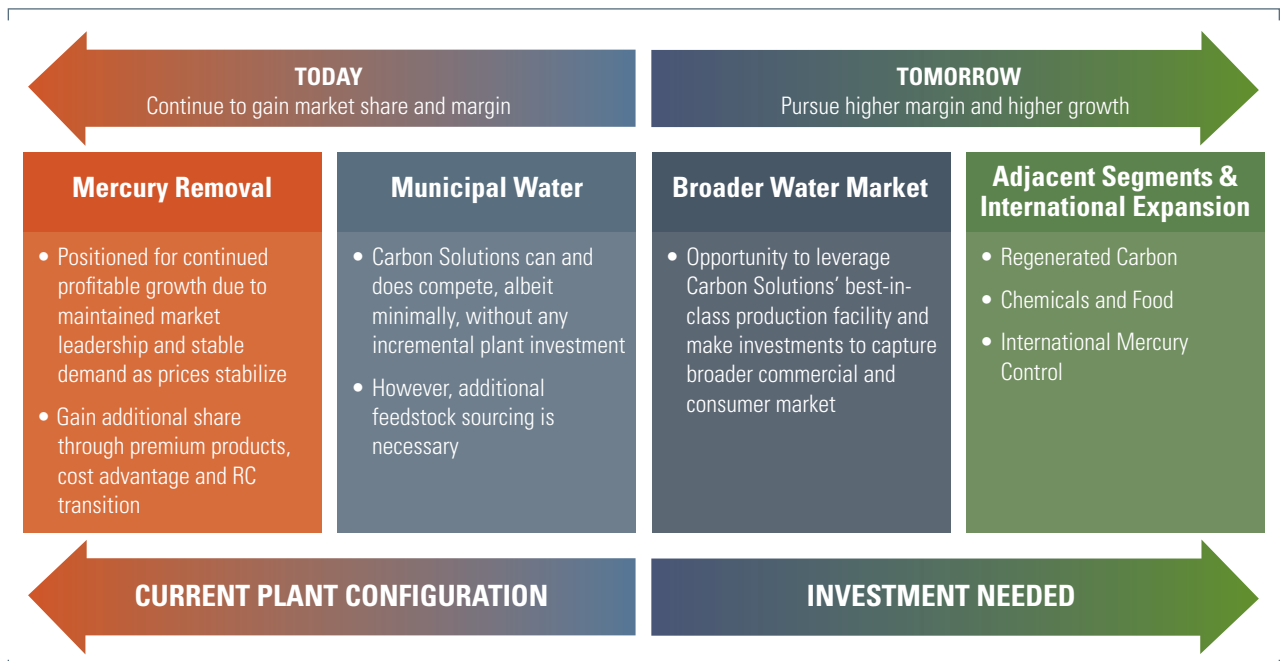 TODAY
Continue to gain market share and margin
TOMORROW
Pursue higher margin and higher growth
Mercury Removal
• Positioned for continued
profitable growth due to
maintained market
leadership and stable
demand as prices stabilize
• Gain additional share
through premium products,
cost advantage and RC
transition
Municipal Water
• Carbon Solutions can and
does compete, albeit
minimally, without any
incremental plant investment
• However, additional
feedstock sourcing is
necessary
Broader Water Market
• Opportunity to leverage
Carbon Solutions’ best-in-
class production facility and
make investments to capture
broader commercial and
consumer market
Adjacent Segments &
International Expansion
• Regenerated Carbon
• Chemicals and Food
• International Mercury
Control
CURRENT PLANT CONFIGURATION
INVESTMENT NEEDED